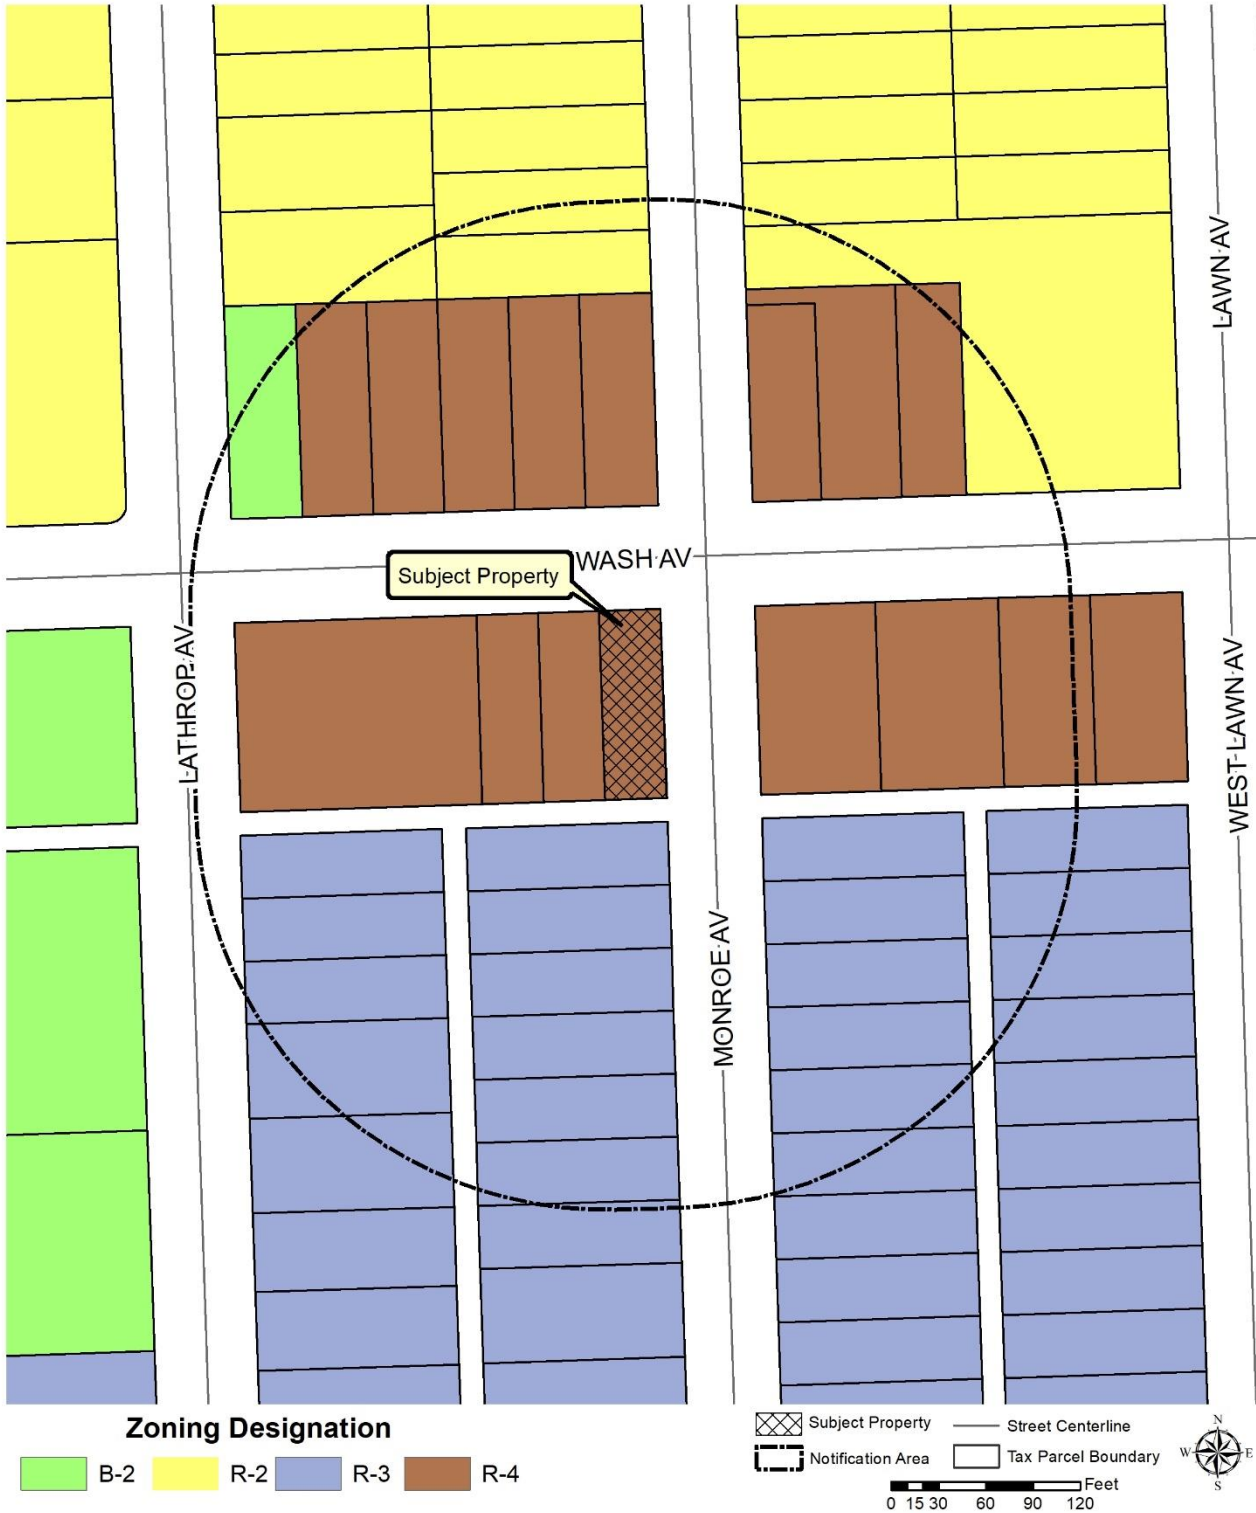 LAWN AV
WASH AV
Subject Property
LATHROP AV
WEST LAWN AV
MONROE AV
Zoning Designation
B-2
R-2
R-3
R-4
Subject Property
Street Centerline
Notification Area
Tax Parcel Boundary
Feet
0 15 30 60 90 120
N
W
E
S